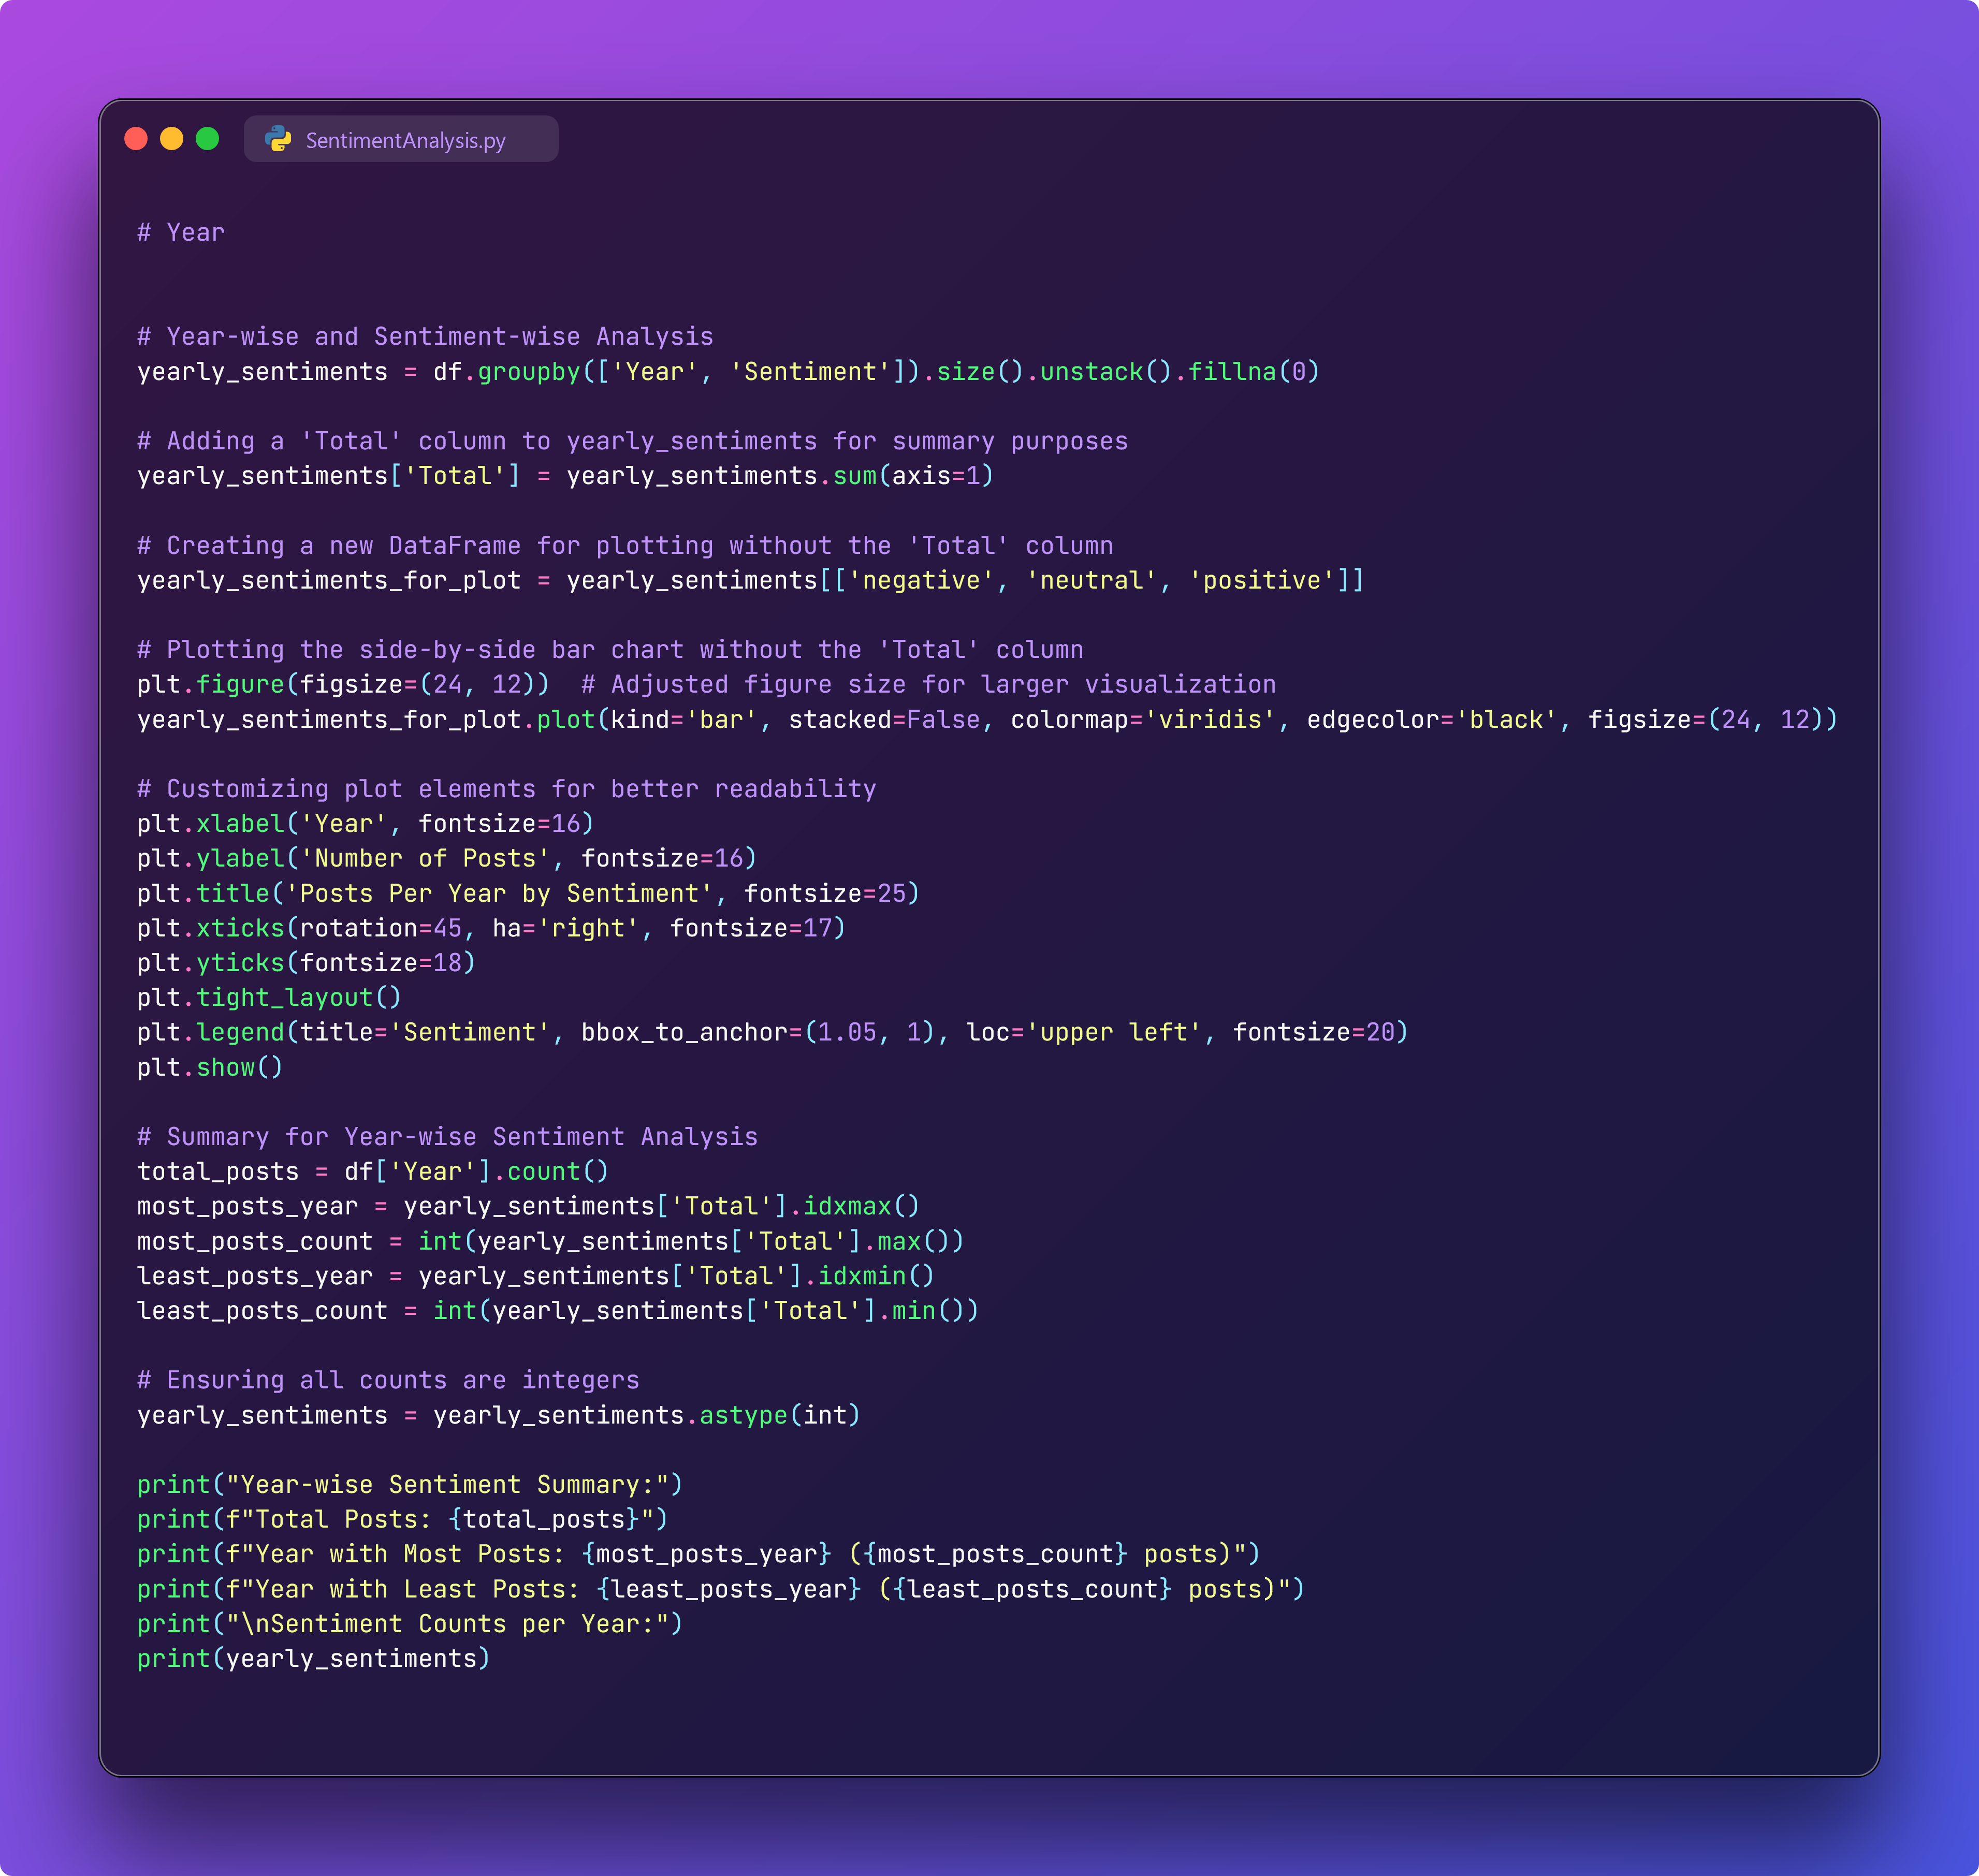 SentimentAnalysis.py
# Year
# Year-wise and Sentiment-wise Analysis
yearly_sentiments = df.groupby(['Year', 'Sentiment']).size().unstack().fillna(0)
# Adding a 'Total' column to yearly_sentiments for summary purposes
yearly_sentiments['Total'] = yearly_sentiments.sum(axis=1)
# Creating a new DataFrame for plotting without the 'Total' column
yearly_sentiments_for_plot = yearly_sentiments[['negative', 'neutral', 'positive']]
# Plotting the side-by-side bar chart without the 'Total' column
plt.figure(figsize=(24, 12))  # Adjusted figure size for larger visualization
yearly_sentiments_for_plot.plot(kind='bar', stacked=False, colormap='viridis', edgecolor='black', figsize=(24, 12))
# Customizing plot elements for better readability
plt.xlabel('Year', fontsize=16)
plt.ylabel('Number of Posts', fontsize=16)
plt.title('Posts Per Year by Sentiment', fontsize=25)
plt.xticks(rotation=45, ha='right', fontsize=17)
plt.yticks(fontsize=18)
plt.tight_layout()
plt.legend(title='Sentiment', bbox_to_anchor=(1.05, 1), loc='upper left', fontsize=20)
plt.show()
# Summary for Year-wise Sentiment Analysis
total_posts = df['Year'].count()
most_posts_year = yearly_sentiments['Total'].idxmax()
most_posts_count = int(yearly_sentiments['Total'].max())
least_posts_year = yearly_sentiments['Total'].idxmin()
least_posts_count = int(yearly_sentiments['Total'].min())
# Ensuring all counts are integers
yearly_sentiments = yearly_sentiments.astype(int)
print("Year-wise Sentiment Summary:")
print(f"Total Posts: {total_posts}")
print(f"Year with Most Posts: {most_posts_year} ({most_posts_count} posts)")
print(f"Year with Least Posts: {least_posts_year} ({least_posts_count} posts)")
print("\nSentiment Counts per Year:")
print(yearly_sentiments)